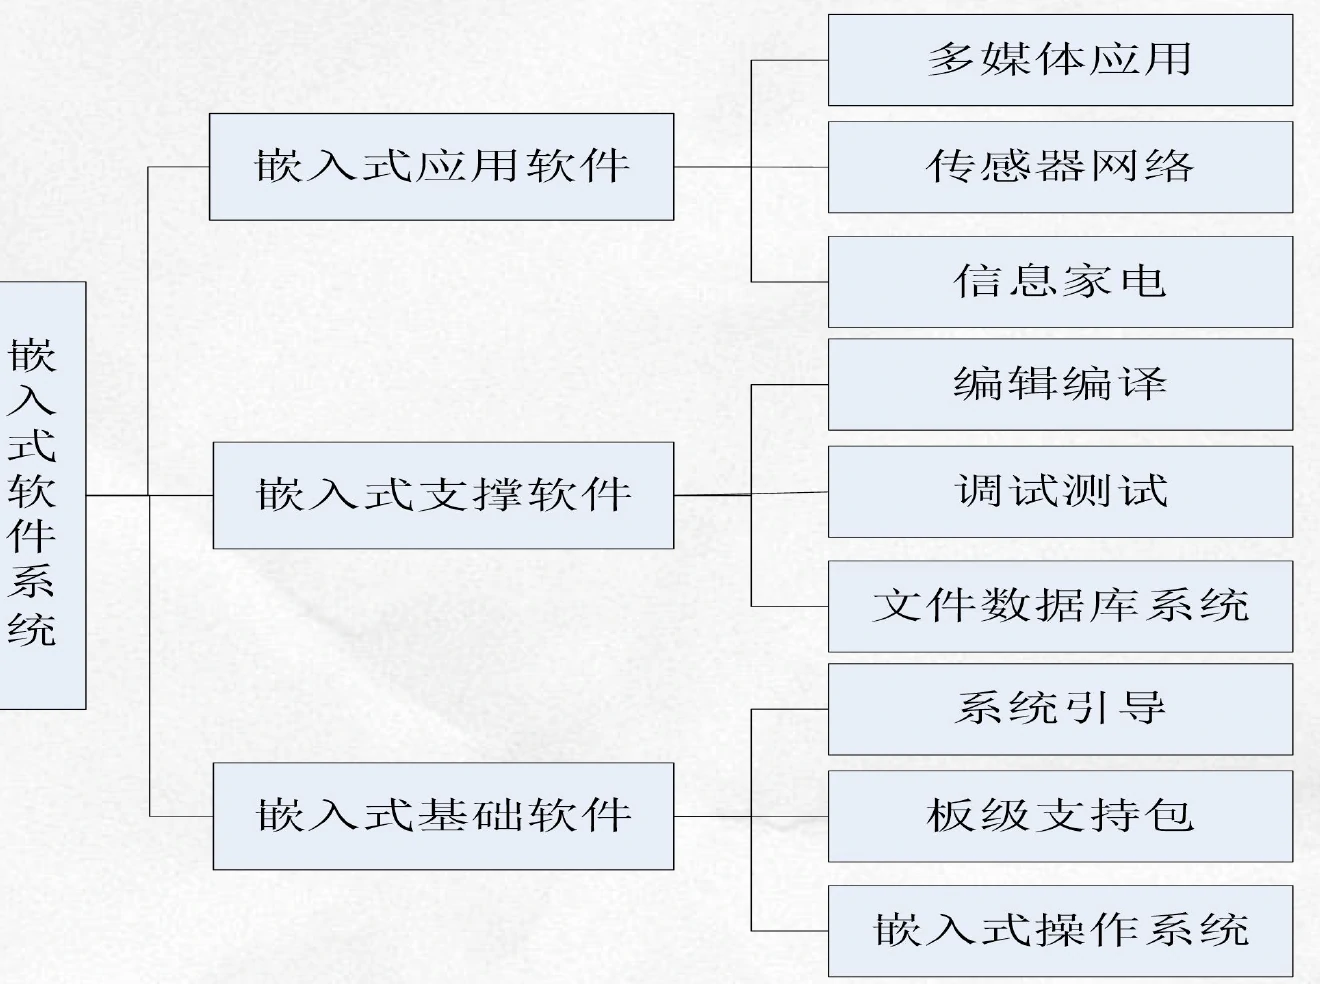 嵌入式软件系统
嵌入式应用软件
多媒体应用
传感器网络
信息家电
嵌入式支撑软件
编辑编译
调试测试
文件数据库系统
嵌入式基础软件
系统引导
板级支持包
嵌入式操作系统